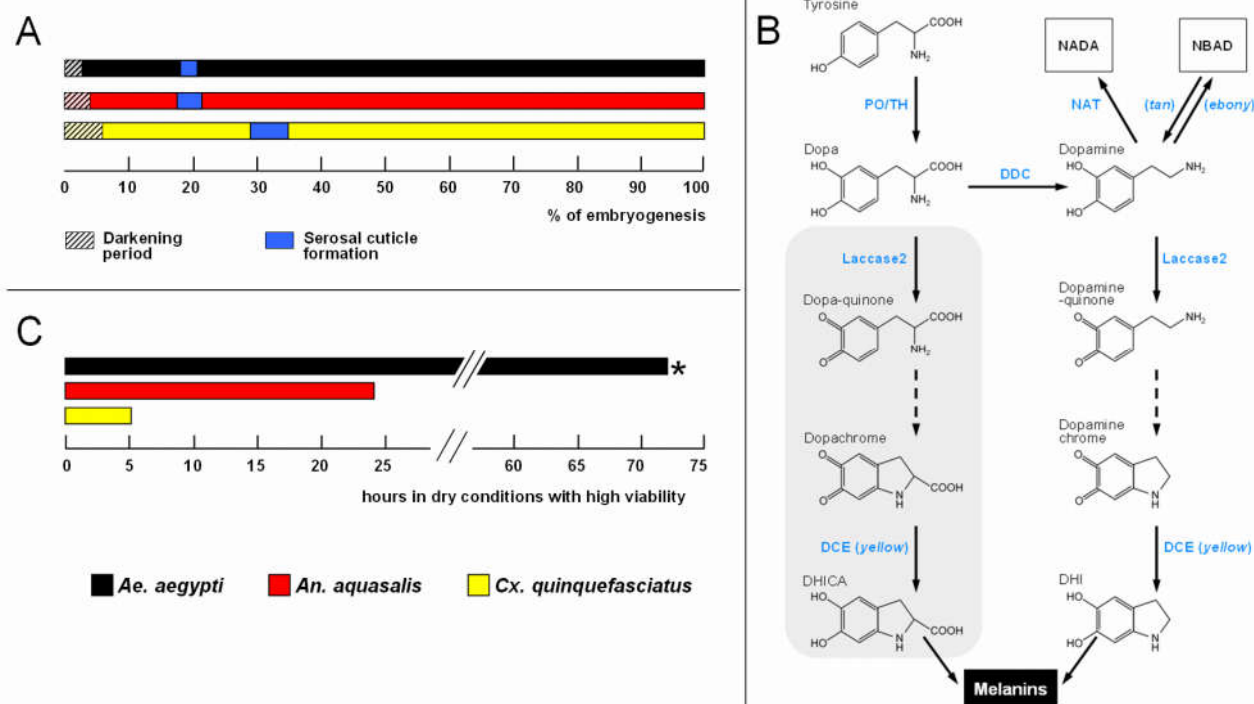 A
0 10 20 30 40 50 60 70 80 90 100
% of embryogenesis
Darkening
period
Serosal cuticle
formation
C
*
0 5 10 15 20 25 60 65 70 75
hours in dry conditions with high viability
Ae. aegypti
An. aquasalis
Cx. quinquefasciatus
B
Tyrosine
COOH
NH2
HO
PO/TH
NADA
NBAD
NAT
(tan)
(ebony)
Dopa
HO
HO
COOH
NH2
DDC
Dopamine
HO
HO
NH2
Laccase2
Laccase2
Dopa-quinone
O
O
COOH
NH2
Dopamine
-quinone
O
O
NH2
Dopachrome
O
O
N
H
COOH
Dopamine
chrome
O
O
N
H
DCE (yellow)
DCE (yellow)
DHICA
HO
HO
N
H
COOH
DHI
HO
HO
N
H
Melanins